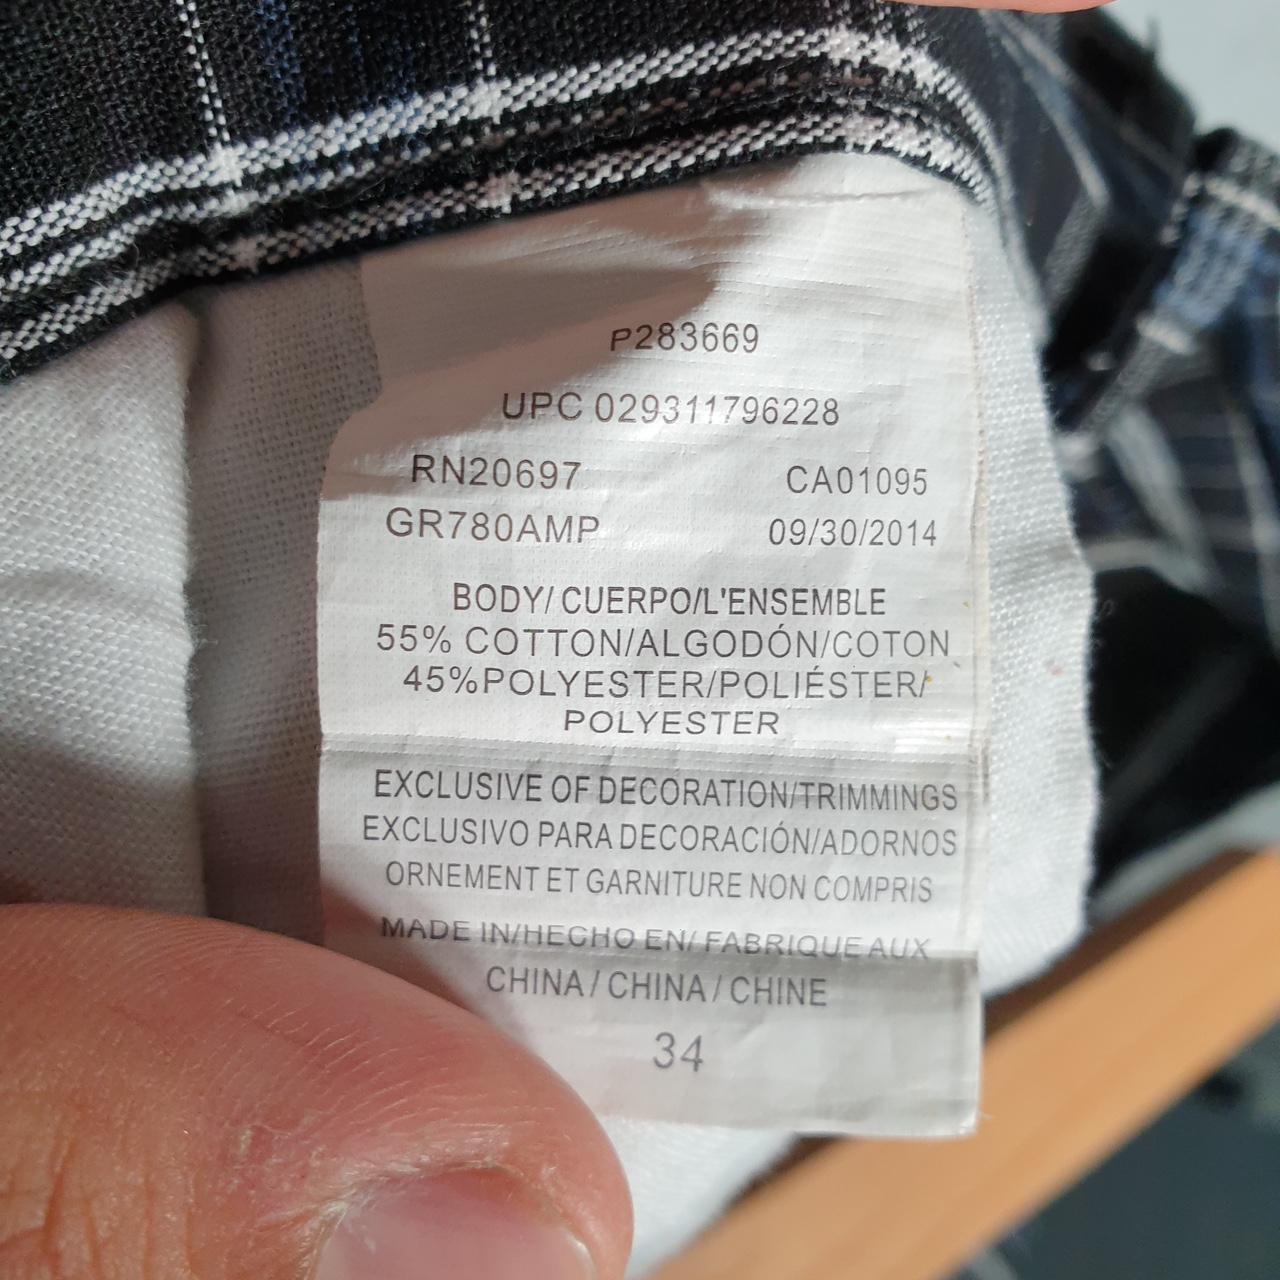 P283669
UPC 029311796228
RN20697 CA01095
GR780AMP 09/30/2014
BODY/ CUERPO/L'ENSEMBLE
55% COTTON/ALGODÓN/COTON
45%POLYESTER/POLIÉSTER/
POLYESTER
EXCLUSIVE OF DECORATION/TRIMMINGS
EXCLUSIVO PARA DECORACIÓN/ADORNOS
ORNEMENT ET GARNITURE NON COMPRIS
MADE IN/HECHO EN/ FABRIQUE AUX
CHINA / CHINA / CHINE
34